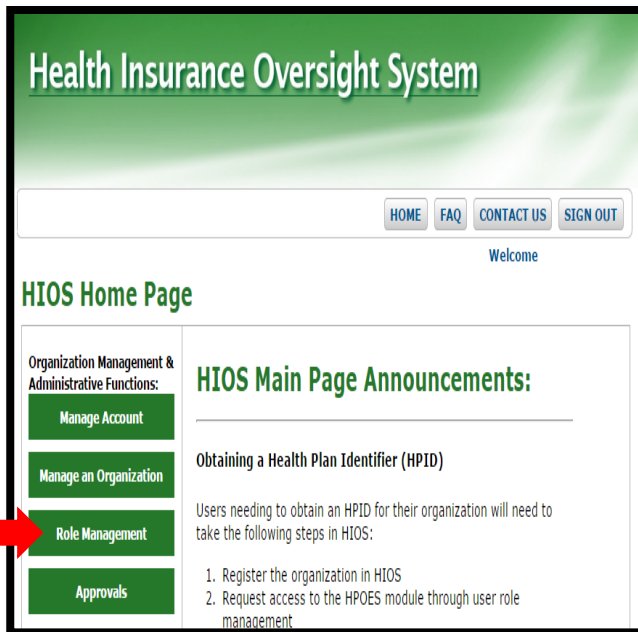 Health Insurance Oversight System
HOME FAQ CONTACT US SIGN OUT
Welcome
HIOS Home Page
Organization Management &
Administrative Functions:
Manage Account
Manage an Organization
Role Management
Approvals
HIOS Main Page Announcements:
Obtaining a Health Plan Identifier (HPID)
Users needing to obtain an HPID for their organization will need to
take the following steps in HIOS:
1. Register the organization in HIOS
2. Request access to the HPOES module through user role
management